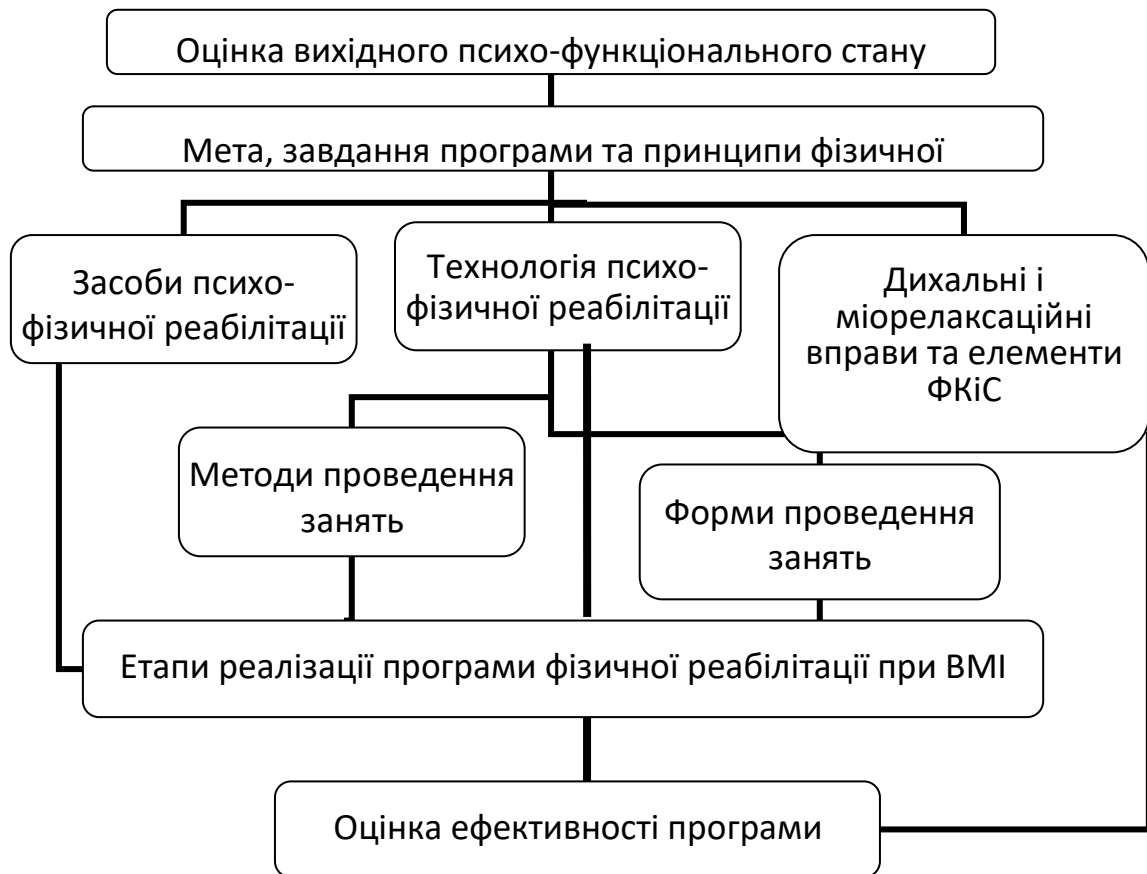 Оцінка вихідного психо-функціонального стану
Мета, завдання програми та принципи фізичної
Засоби психо-
фізичної реабілітації
Технологія психо-
фізичної реабілітації
Дихальні і
міорелаксаційні
вправи та елементи
ФКіС
Методи проведення
занять
Форми проведення
занять
Етапи реалізації програми фізичної реабілітації при ВМІ
Оцінка ефективності програми